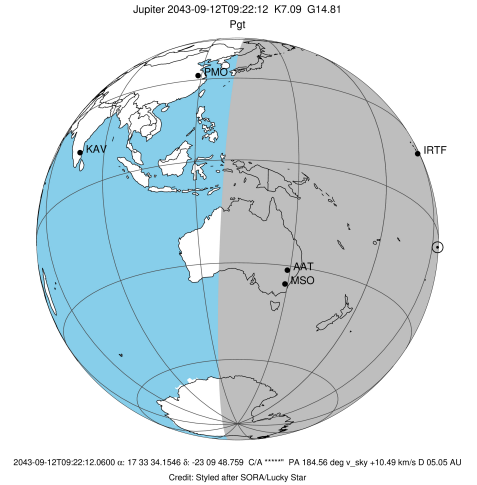 Jupiter 2043-09-12T09:22:12  K7.09  G14.81
Pgt
PMO
KAV
IRTF
AAT
MSO
2043-09-12T09:22:12.0600 α: 17 33 34.1546 δ: -23 09 48.759  C/A *****"  PA 184.56 deg v_sky +10.49 km/s D 05.05 AU
Credit: Styled after SORA/Lucky Star